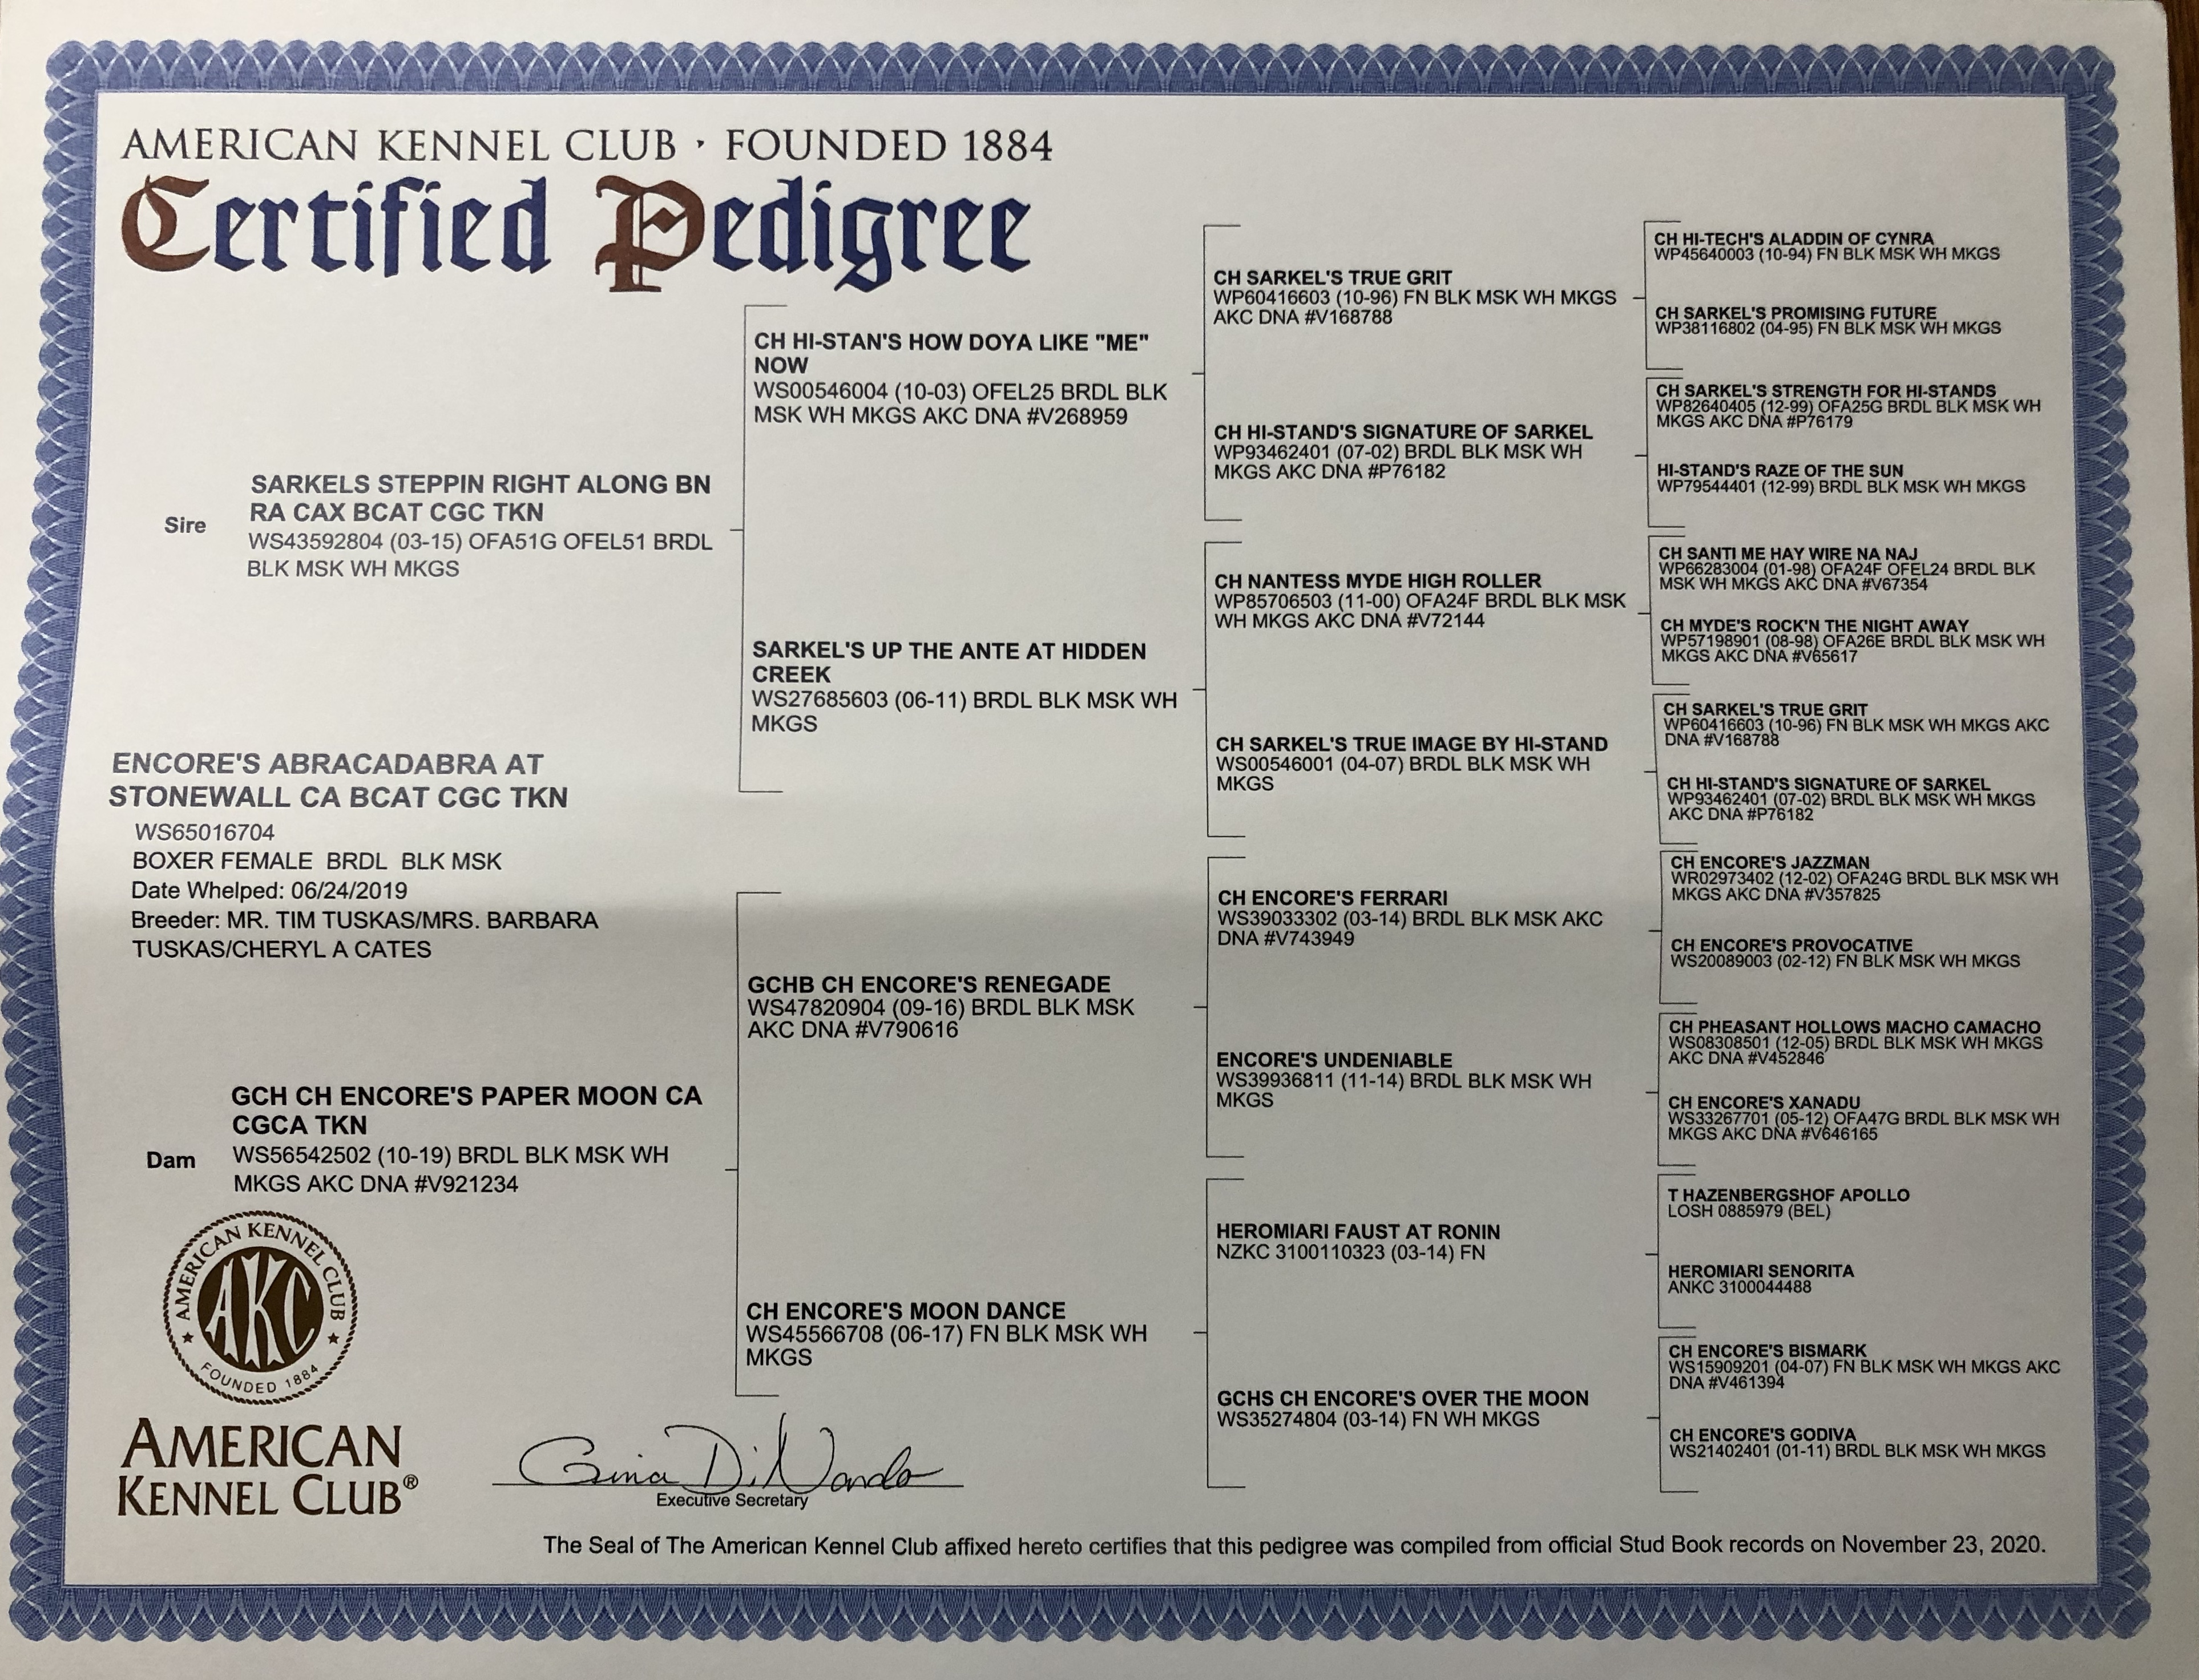 AMERICAN KENNEL CLUB · FOUNDED 1884
Certified Pedigree
Sire
SARKELS STEPPIN RIGHT ALONG BN
RA CAX BCAT CGC TKN
WS43592804 (03-15) OFA51G OFEL51 BRDL
BLK MSK WH MKGS
ENCORE'S ABRACADABRA AT
STONEWALL CA BCAT CGC TKN
WS65016704
BOXER FEMALE BRDL BLK MSK
Date Whelped: 06/24/2019
Breeder: MR. TIM TUSKAS/MRS. BARBARA
TUSKAS/CHERYL A CATES
Dam
GCH CH ENCORE'S PAPER MOON CA
CGCA TKN
WS56542502 (10-19) BRDL BLK MSK WH
MKGS AKC DNA #V921234
CH HI-STAN'S HOW DOYA LIKE "ME"
NOW
WS00546004 (10-03) OFEL25 BRDL BLK
MSK WH MKGS AKC DNA #V268959
SARKEL'S UP THE ANTE AT HIDDEN
CREEK
WS27685603 (06-11) BRDL BLK MSK WH
MKGS
GCHB CH ENCORE'S RENEGADE
WS47820904 (09-16) BRDL BLK MSK
AKC DNA #V790616
CH ENCORE'S MOON DANCE
WS45566708 (06-17) FN BLK MSK WH
MKGS
CH SARKEL'S TRUE GRIT
WP60416603 (10-96) FN BLK MSK WH MKGS
AKC DNA #V168788
CH HI-STAND'S SIGNATURE OF SARKEL
WP93462401 (07-02) BRDL BLK MSK WH
MKGS AKC DNA #P76182
CH NANTESS MYDE HIGH ROLLER
WP85706503 (11-00) OFA24F BRDL BLK MSK
WH MKGS AKC DNA #V72144
CH SARKEL'S TRUE IMAGE BY HI-STAND
WS00546001 (04-07) BRDL BLK MSK WH
MKGS
CH ENCORE'S FERRARI
WS39033302 (03-14) BRDL BLK MSK AKC
DNA #V743949
ENCORE'S UNDENIABLE
WS39936811 (11-14) BRDL BLK MSK WH
MKGS
HEROMIARI FAUST AT RONIN
NZKC 3100110323 (03-14) FN
GCHS CH ENCORE'S OVER THE MOON
WS35274804 (03-14) FN WH MKGS
CH HI-TECH'S ALADDIN OF CYNRA
WP45640003 (10-94) FN BLK MSK WH MKGS
CH SARKEL'S PROMISING FUTURE
WP38116802 (04-95) FN BLK MSK WH MKGS
CH SARKEL'S STRENGTH FOR HI-STANDS
WP82640405 (12-99) OFA25G BRDL BLK MSK WH
MKGS AKC DNA #P76179
HI-STAND'S RAZE OF THE SUN
WP79544401 (12-99) BRDL BLK MSK WH MKGS
CH SANTI ME HAY WIRE NA NAJ
WP66283004 (01-98) OFA24F OFEL24 BRDL BLK
MSK WH MKGS AKC DNA #V67354
CH MYDE'S ROCK'N THE NIGHT AWAY
WP57198901 (08-98) OFA26E BRDL BLK MSK WH
MKGS AKC DNA #V65617
CH SARKEL'S TRUE GRIT
WP60416603 (10-96) FN BLK MSK WH MKGS AKC
DNA #V168788
CH HI-STAND'S SIGNATURE OF SARKEL
WP93462401 (07-02) BRDL BLK MSK WH MKGS
AKC DNA #P76182
CH ENCORE'S JAZZMAN
WR02973402 (12-02) OFA24G BRDL BLK MSK WH
MKGS AKC DNA #V357825
CH ENCORE'S PROVOCATIVE
WS20089003 (02-12) FN BLK MSK WH MKGS
CH PHEASANT HOLLOWS MACHO CAMACHO
WS08308501 (12-05) BRDL BLK MSK WH MKGS
AKC DNA #V452846
CH ENCORE'S XANADU
WS33267701 (05-12) OFA47G BRDL BLK MSK WH
MKGS AKC DNA #V646165
T HAZENBERGSHOF APOLLO
LOSH 0885979 (BEL)
HEROMIARI SENORITA
ANKC 3100044488
CH ENCORE'S BISMARK
WS15909201 (04-07) FN BLK MSK WH MKGS AKC
DNA #V461394
CH ENCORE'S GODIVA
WS21402401 (01-11) BRDL BLK MSK WH MKGS
AMERICAN KENNEL CLUB
AKC
FOUNDED 1884
AMERICAN
KENNEL CLUB®
Gina DiNardo
Executive Secretary
The Seal of The American Kennel Club affixed hereto certifies that this pedigree was compiled from official Stud Book records on November 23, 2020.